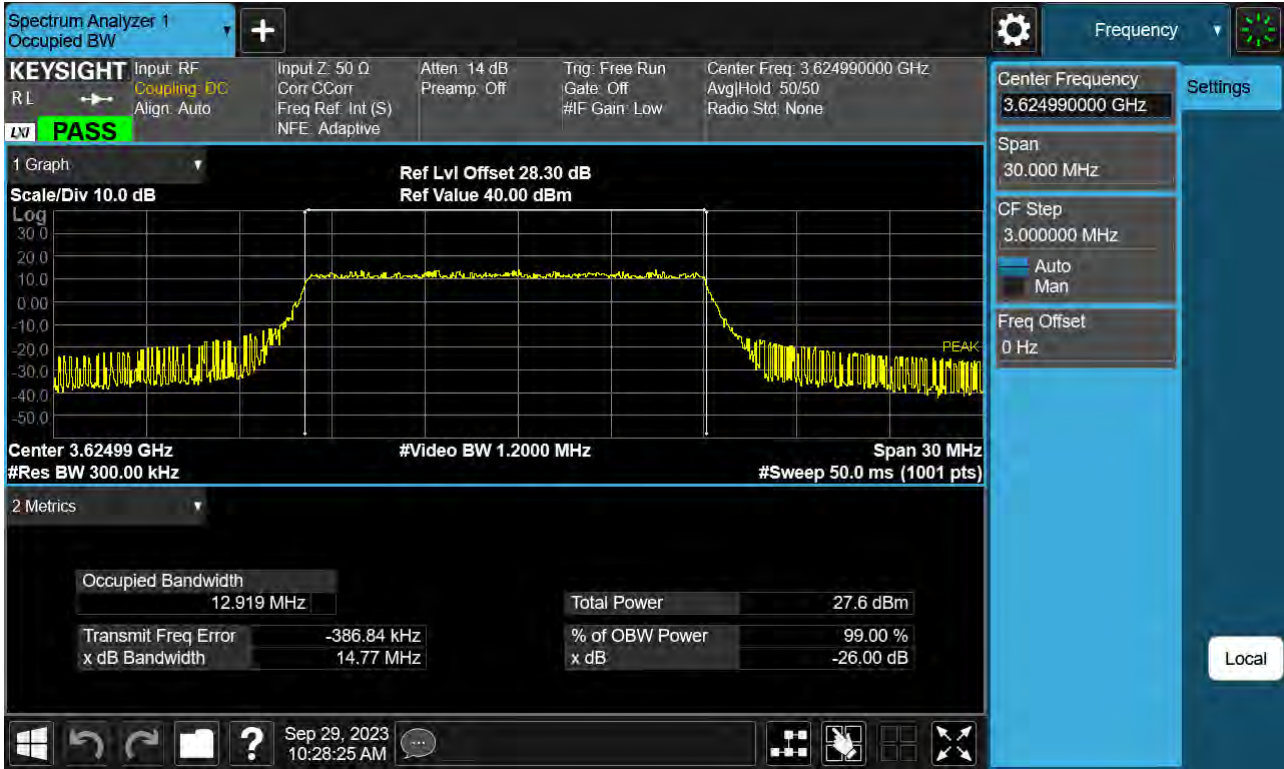 Spectrum Analyzer 1
Occupied BW
Frequency
KEYSIGHT
RL
LXI
PASS
Input: RF
Coupling: DC
Align: Auto
Input Z: 50 Ω
Corr CCorr
Freq Ref: Int (S)
NFE: Adaptive
Atten: 14 dB
Preamp: Off
Trig: Free Run
Gate: Off
#IF Gain: Low
Center Freq: 3.624990000 GHz
Avg|Hold: 50/50
Radio Std: None
Center Frequency
3.624990000 GHz
Settings
Span
30.000 MHz
CF Step
3.000000 MHz
Auto
Man
Freq Offset
0 Hz
Local
1 Graph
Scale/Div 10.0 dB
Ref Lvl Offset 28.30 dB
Ref Value 40.00 dBm
Log
30.0
20.0
10.0
0.00
-10.0
-20.0
-30.0
-40.0
-50.0
PEAK
Center 3.62499 GHz
#Video BW 1.2000 MHz
Span 30 MHz
#Res BW 300.00 kHz
#Sweep 50.0 ms (1001 pts)
2 Metrics
Occupied Bandwidth
12.919 MHz
Total Power 27.6 dBm
Transmit Freq Error -386.84 kHz
% of OBW Power 99.00 %
x dB Bandwidth 14.77 MHz
x dB -26.00 dB
?
Sep 29, 2023
10:28:25 AM